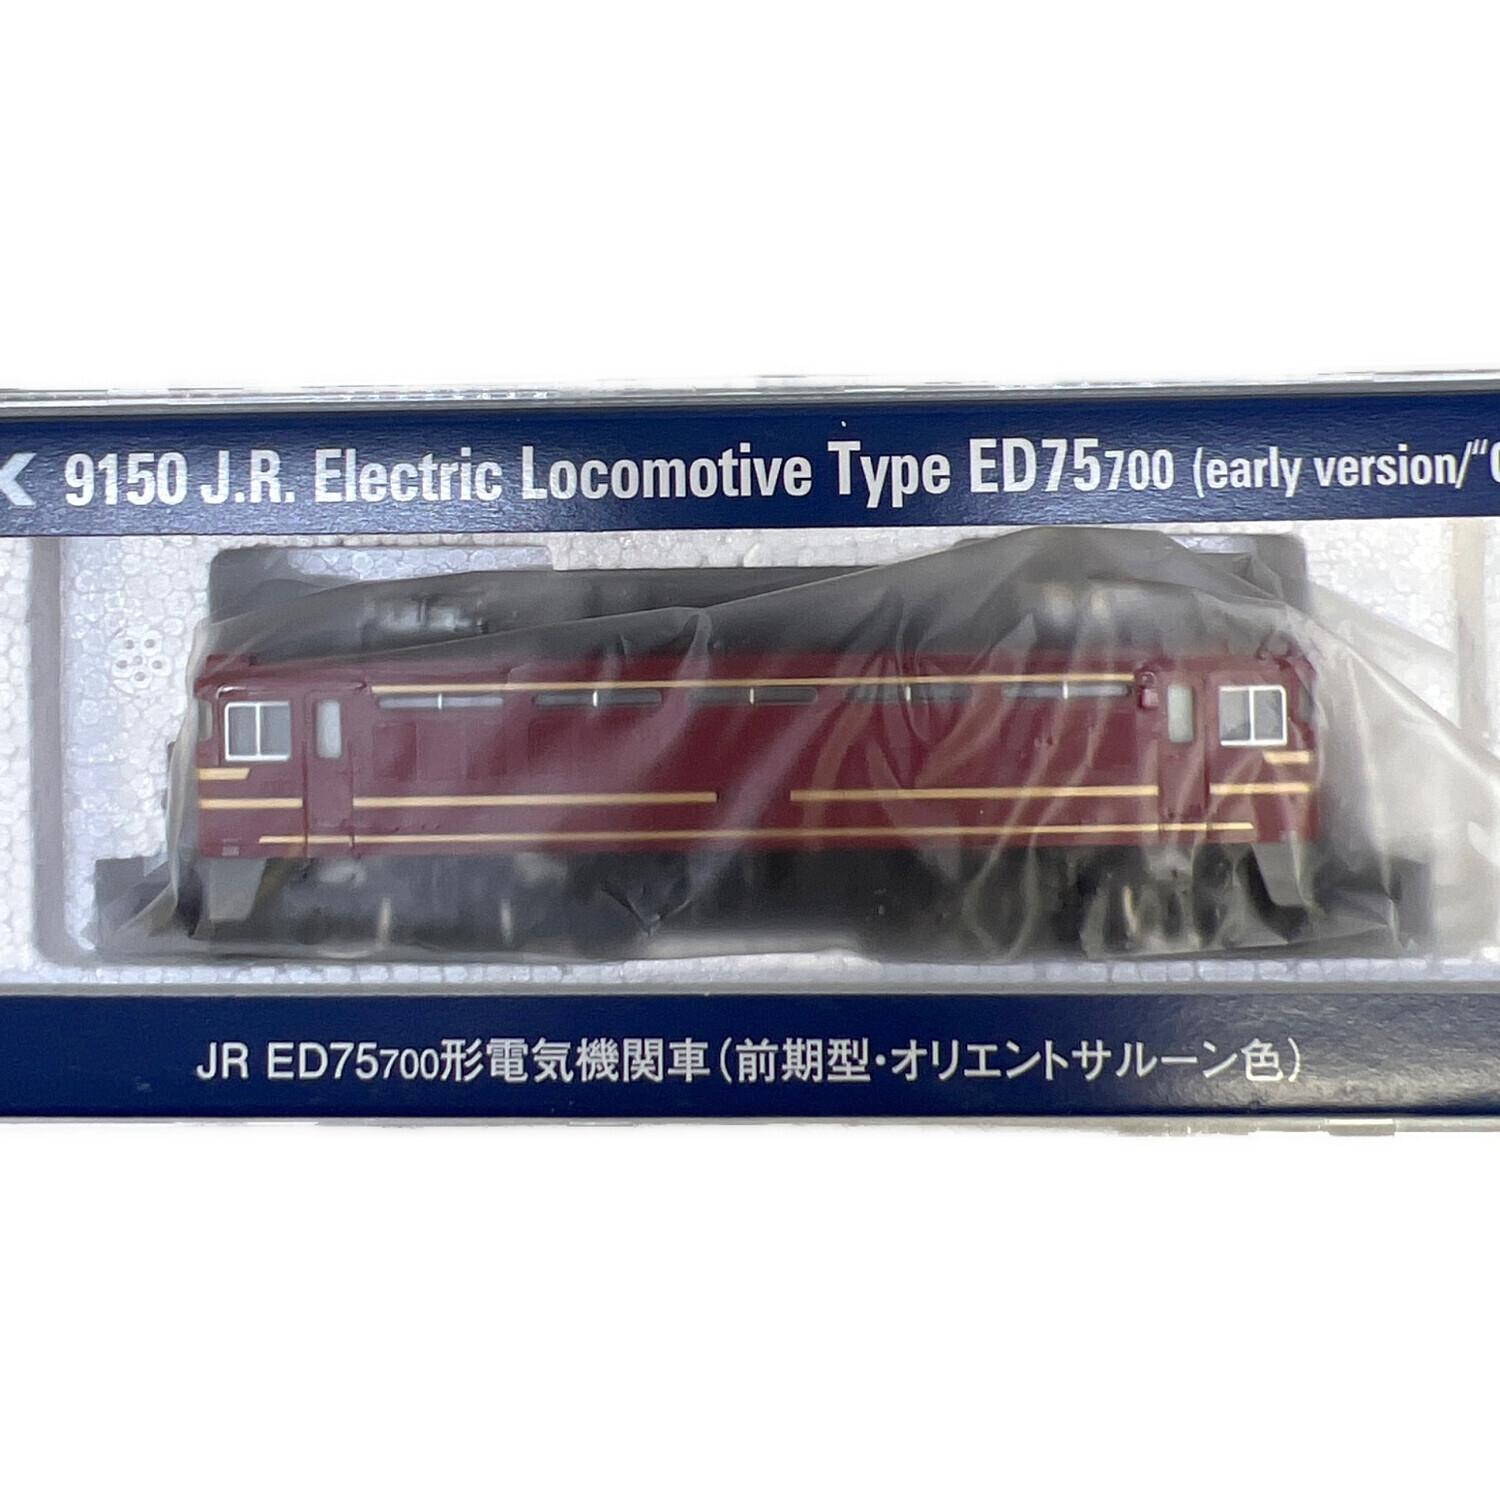 9150 J.R. Electric Locomotive Type ED75700 (early version/"
JR ED75700形電気機関車(前期型・オリエントサルーン色)